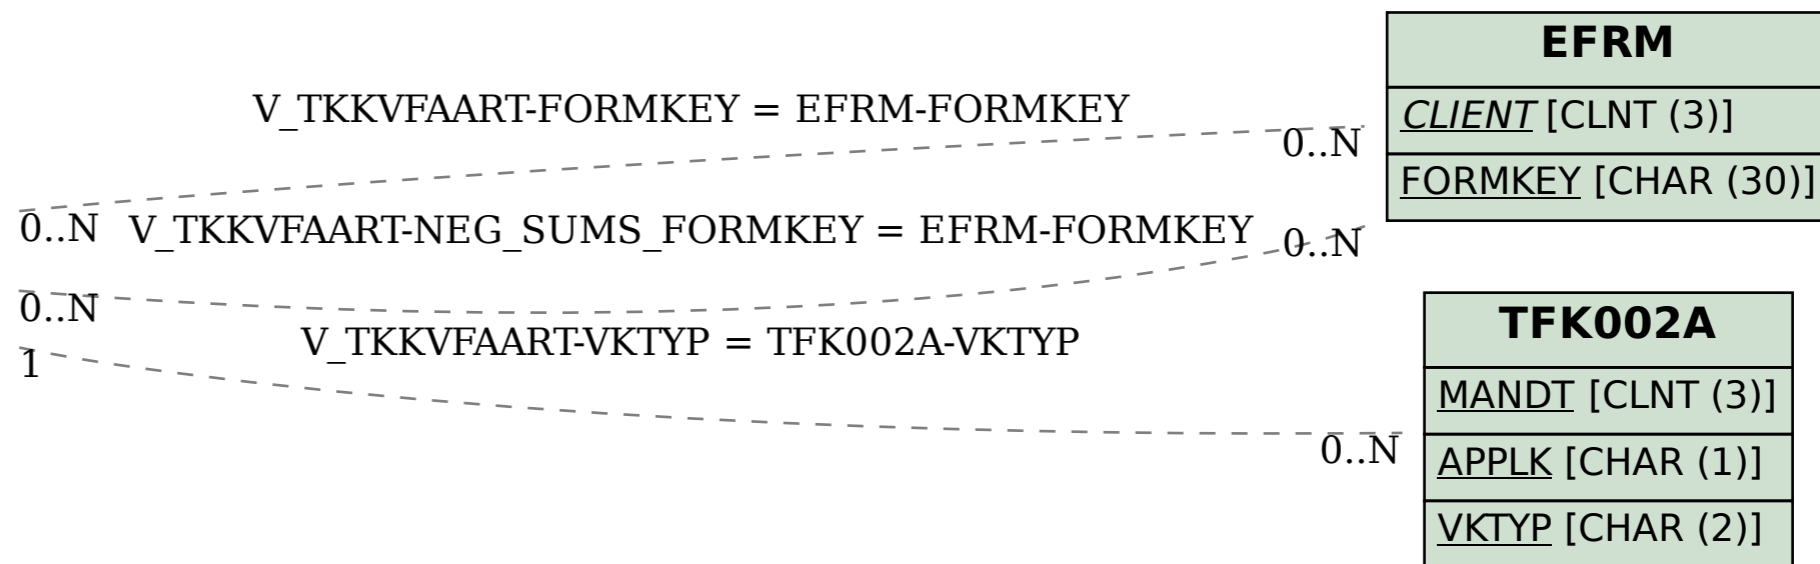 EFRM
CLIENT [CLNT (3)]
FORMKEY [CHAR (30)]
V_TKKVFAART-FORMKEY = EFRM-FORMKEY
0..N
0..N
V_TKKVFAART-NEG_SUMS_FORMKEY = EFRM-FORMKEY
0..N
0..N
V_TKKVFAART-VKTYP = TFK002A-VKTYP
1
0..N
TFK002A
MANDT [CLNT (3)]
APPLK [CHAR (1)]
VKTYP [CHAR (2)]